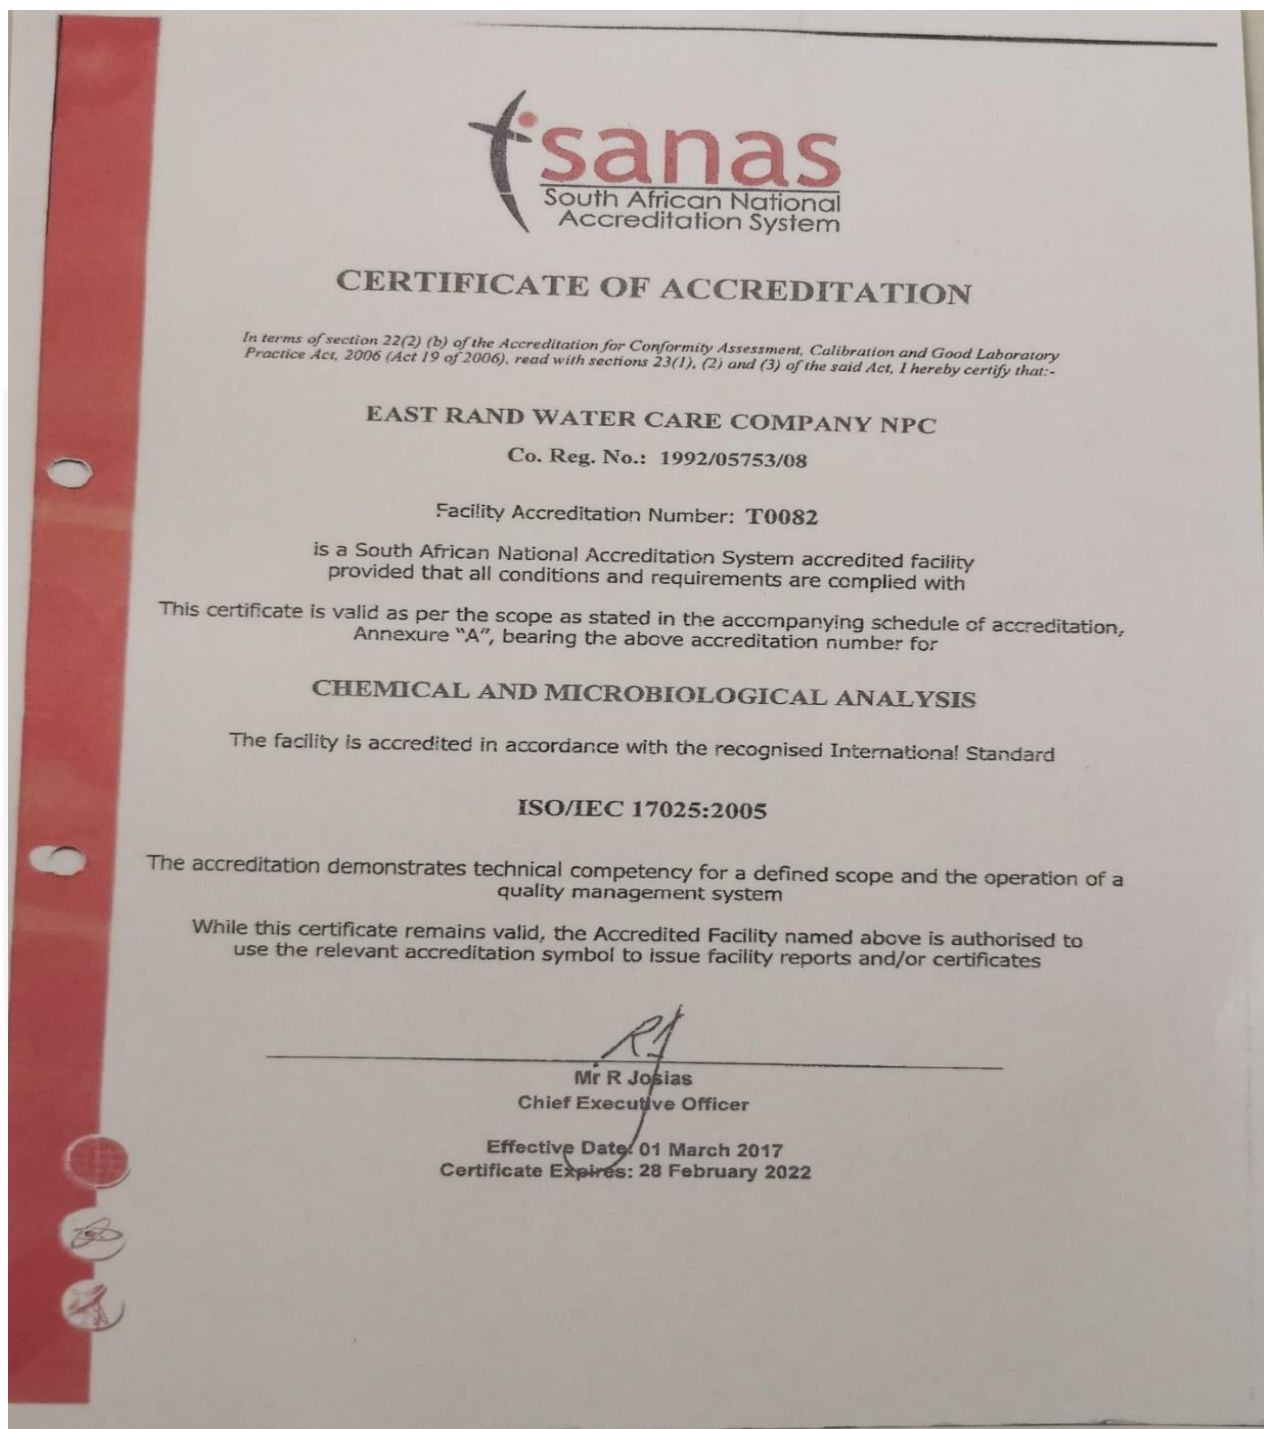 sanas
South African National
Accreditation System
CERTIFICATE OF ACCREDITATION
In terms of section 22(2) (b) of the Accreditation for Conformity Assessment, Calibration and Good Laboratory
Practice Act, 2006 (Act 19 of 2006), read with sections 23(1), (2) and (3) of the said Act, I hereby certify that:-
EAST RAND WATER CARE COMPANY NPC
Co. Reg. No.: 1992/05753/08
Facility Accreditation Number: T0082
is a South African National Accreditation System accredited facility
provided that all conditions and requirements are complied with
This certificate is valid as per the scope as stated in the accompanying schedule of accreditation,
Annexure “A”, bearing the above accreditation number for
CHEMICAL AND MICROBIOLOGICAL ANALYSIS
The facility is accredited in accordance with the recognised International Standard
ISO/IEC 17025:2005
The accreditation demonstrates technical competency for a defined scope and the operation of a
quality management system
While this certificate remains valid, the Accredited Facility named above is authorised to
use the relevant accreditation symbol to issue facility reports and/or certificates
RJ
Mr R Josias
Chief Executive Officer
Effective Date: 01 March 2017
Certificate Expires: 28 February 2022